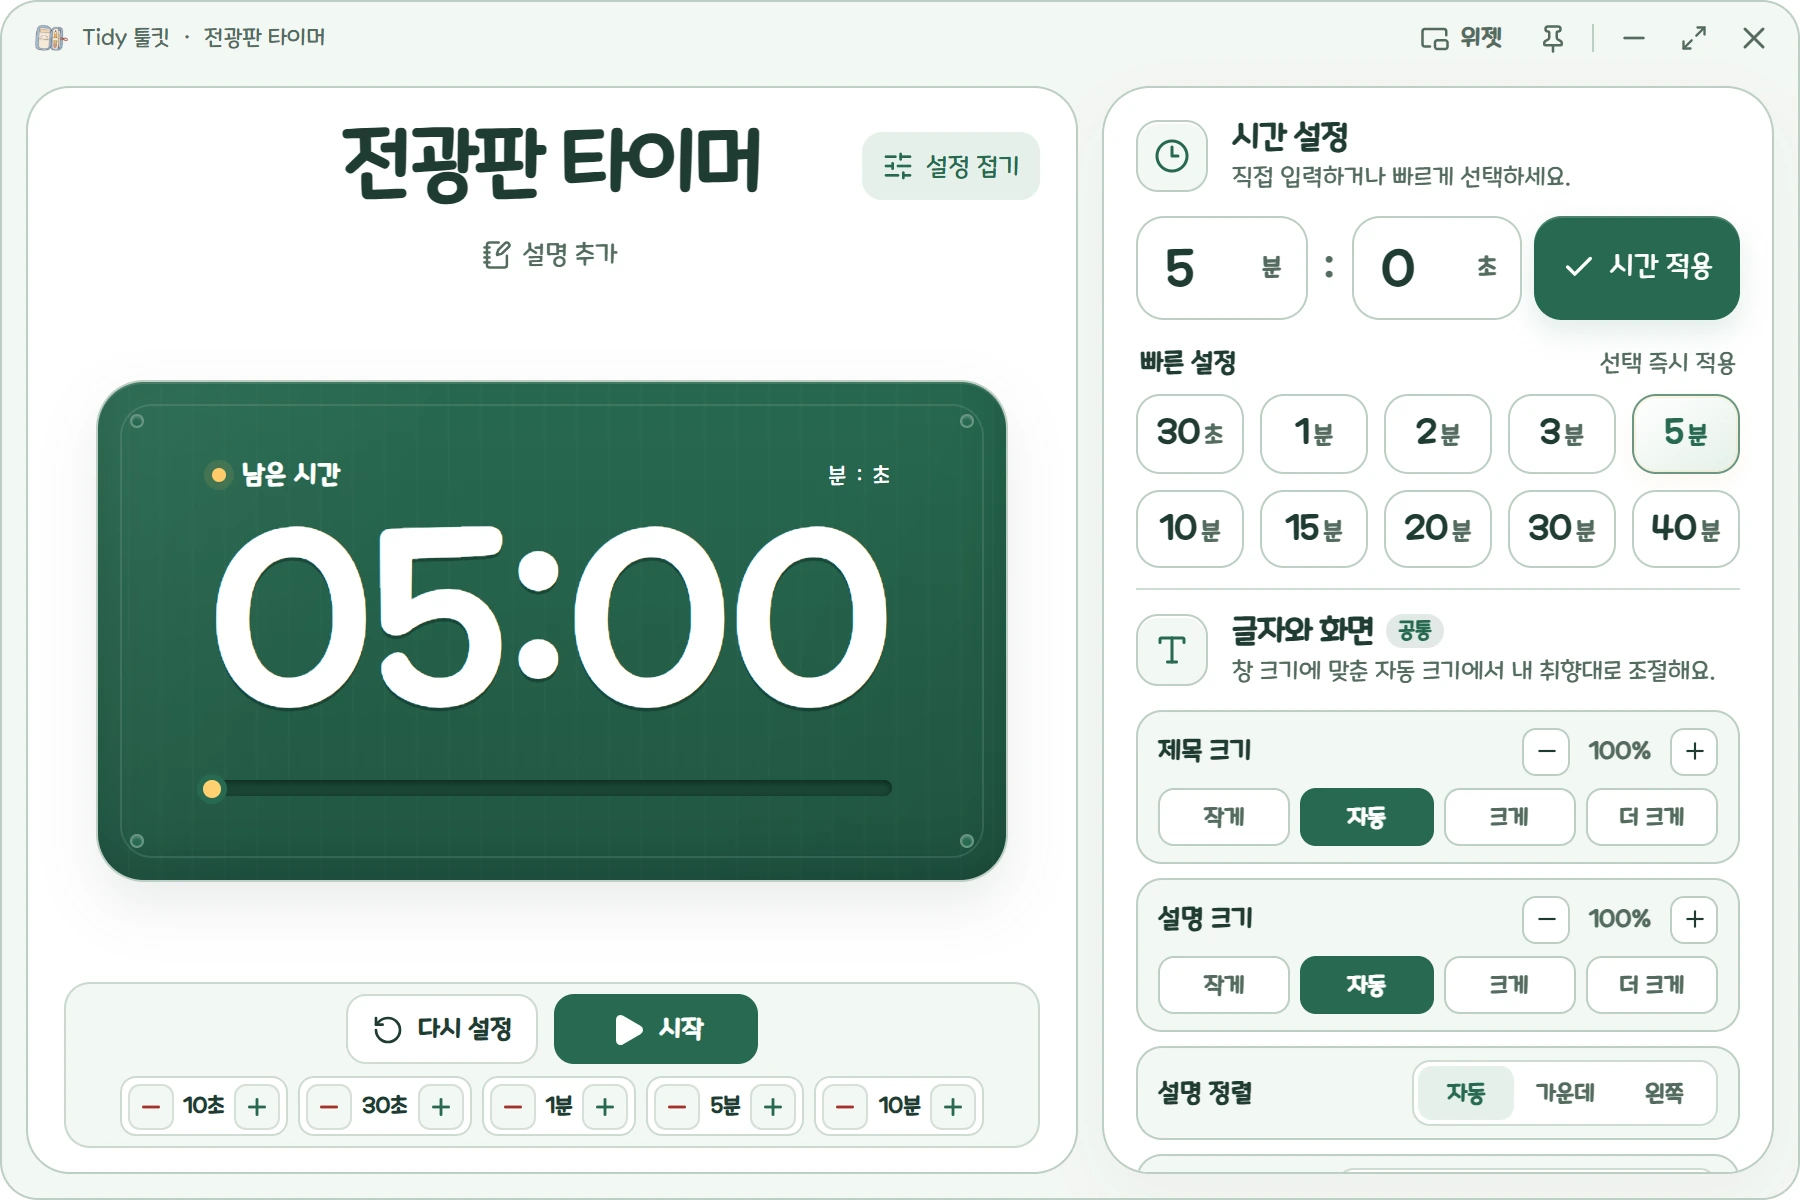 Tidy 툴킷 · 전광판 타이머
위젯
전광판 타이머
설정 접기
설명 추가
남은 시간
분 : 초
05:00
다시 설정
시작
− 10초 +
− 30초 +
− 1분 +
− 5분 +
− 10분 +
시간 설정
직접 입력하거나 빠르게 선택하세요.
5 분 : 0 초
시간 적용
빠른 설정
선택 즉시 적용
30초 1분 2분 3분 5분
10분 15분 20분 30분 40분
글자와 화면 공통
창 크기에 맞춘 자동 크기에서 내 취향대로 조절해요.
제목 크기 − 100% +
작게 자동 크게 더 크게
설명 크기 − 100% +
작게 자동 크게 더 크게
설명 정렬 자동 가운데 왼쪽